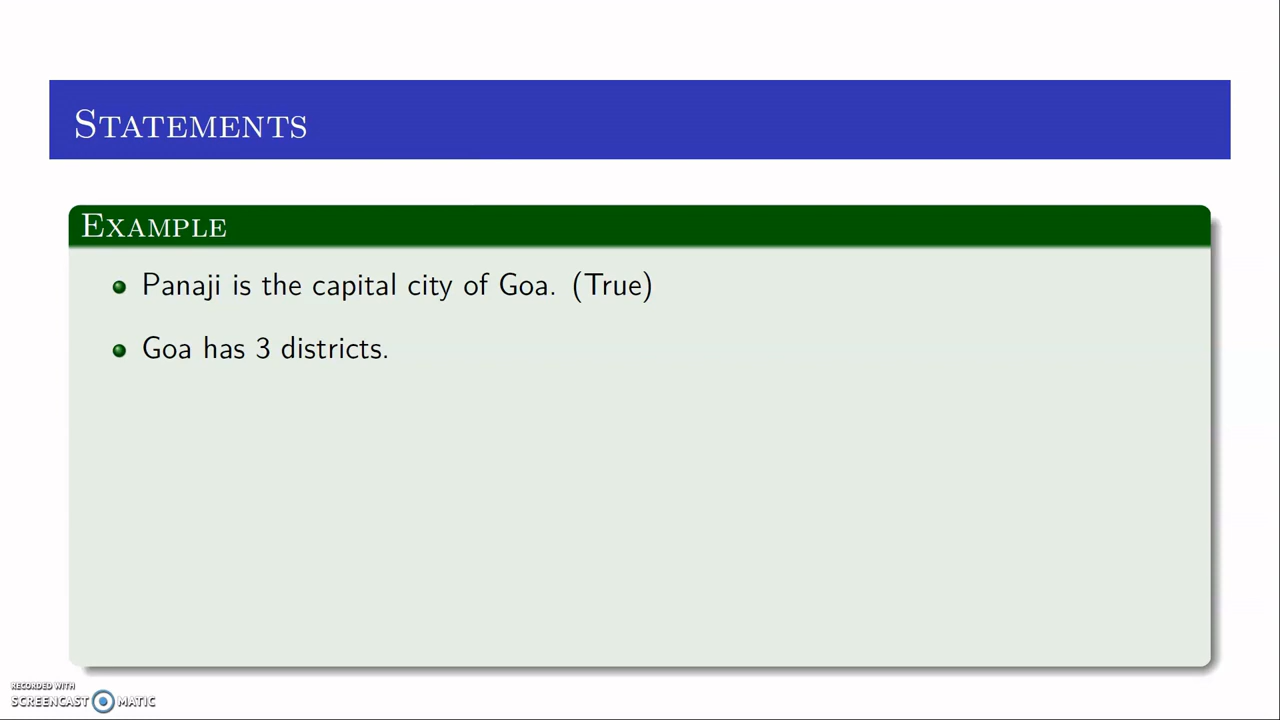 Statements
Example
Panaji is the capital city of Goa. (True)
Goa has 3 districts.
RECORDED WITH
SCREENCAST MATIC